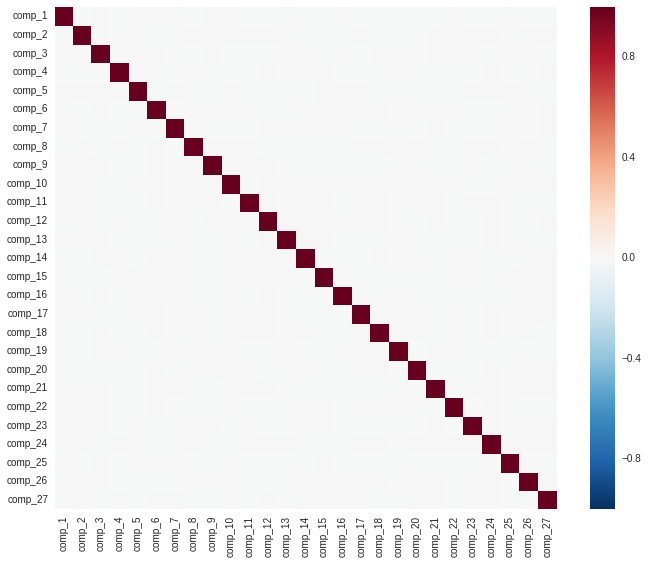 comp_1
comp_2
comp_3
comp_4
comp_5
comp_6
comp_7
comp_8
comp_9
comp_10
comp_11
comp_12
comp_13
comp_14
comp_15
comp_16
comp_17
comp_18
comp_19
comp_20
comp_21
comp_22
comp_23
comp_24
comp_25
comp_26
comp_27
comp_1
comp_2
comp_3
comp_4
comp_5
comp_6
comp_7
comp_8
comp_9
comp_10
comp_11
comp_12
comp_13
comp_14
comp_15
comp_16
comp_17
comp_18
comp_19
comp_20
comp_21
comp_22
comp_23
comp_24
comp_25
comp_26
comp_27
0.8
0.4
0.0
−0.4
−0.8